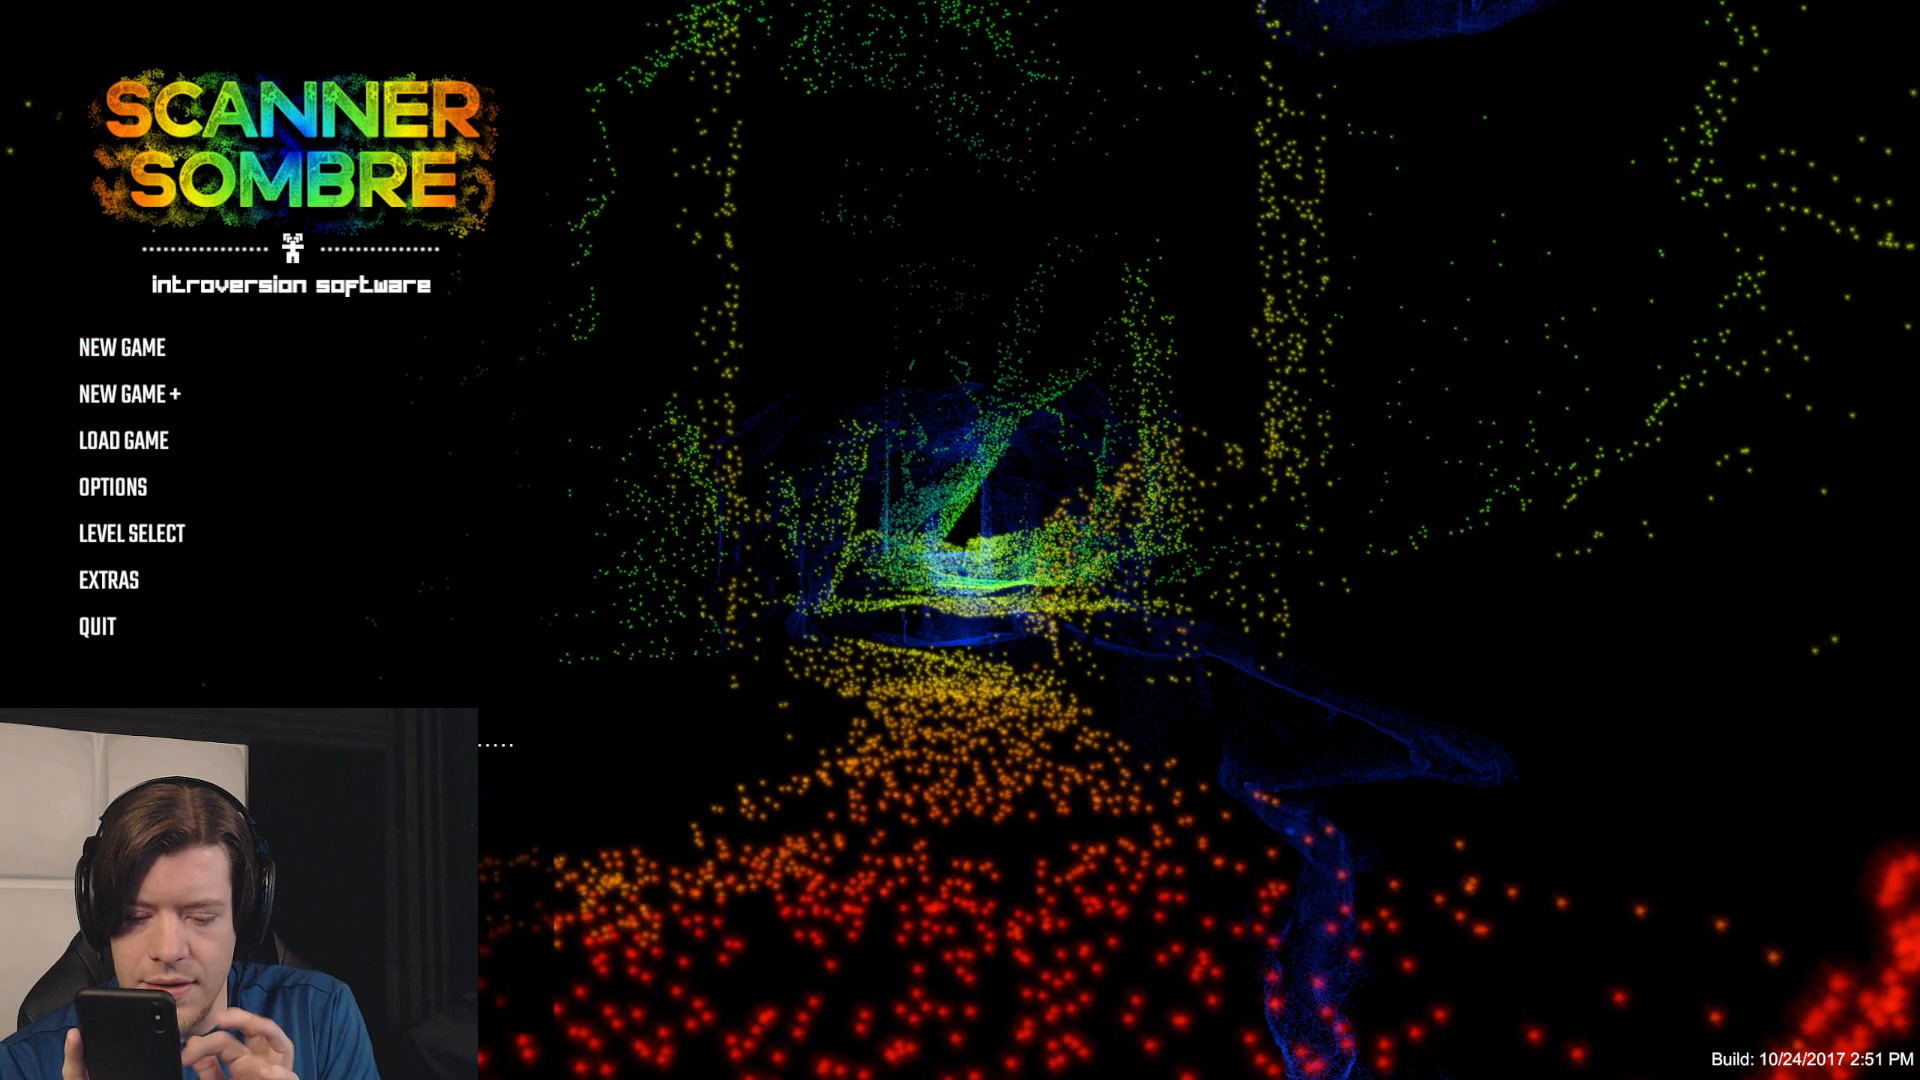 SCANNER
SOMBRE
introversion software
NEW GAME
NEW GAME +
LOAD GAME
OPTIONS
LEVEL SELECT
EXTRAS
QUIT
Build: 10/24/2017 2:51 PM